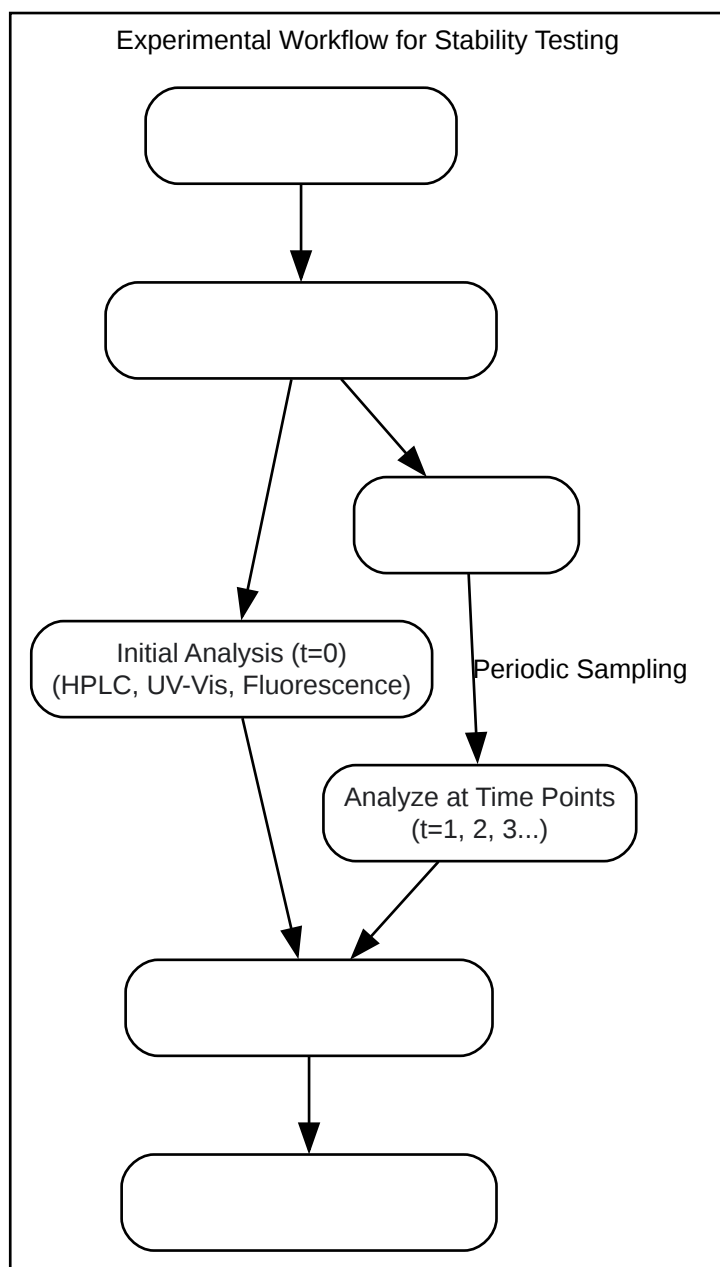 Experimental Workflow for Stability Testing
Initial Analysis (t=0)
(HPLC, UV-Vis, Fluorescence)
Periodic Sampling
Analyze at Time Points
(t=1, 2, 3...)